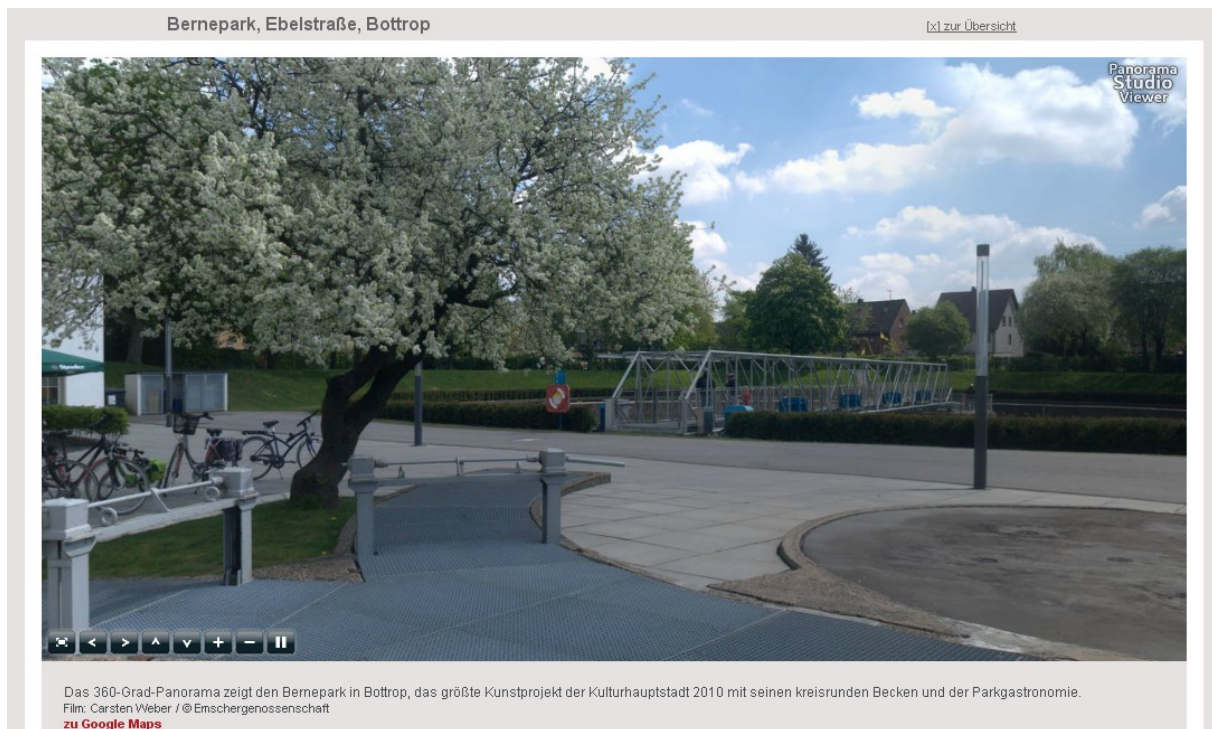 Bernepark, Ebelstraße, Bottrop
[x] zur Übersicht
Panorama
Studio
Viewer
Das 360-Grad-Panorama zeigt den Bernepark in Bottrop, das größte Kunstprojekt der Kulturhauptstadt 2010 mit seinen kreisrunden Becken und der Parkgastronomie.
Film: Carsten Weber / © Emschergenossenschaft
zu Google Maps